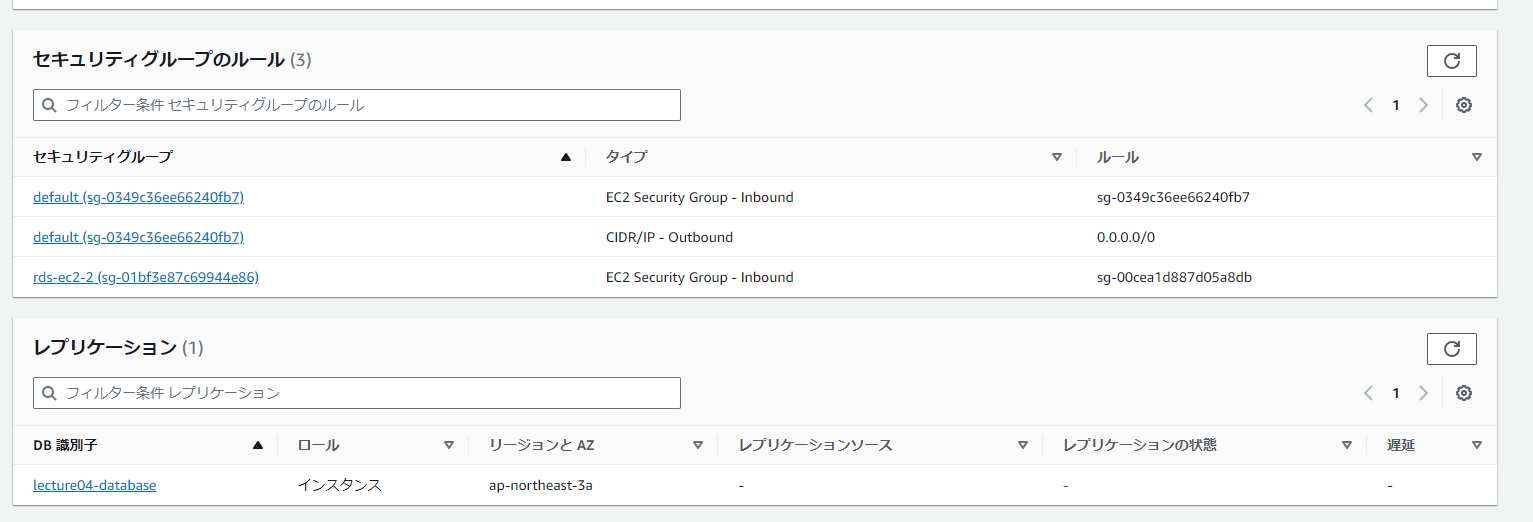 セキュリティグループのルール (3)
フィルター条件 セキュリティグループのルール
1
セキュリティグループ タイプ ルール
default (sg-0349c36ee66240fb7) EC2 Security Group - Inbound sg-0349c36ee66240fb7
default (sg-0349c36ee66240fb7) CIDR/IP - Outbound 0.0.0.0/0
rds-ec2-2 (sg-01bf3e87c69944e86) EC2 Security Group - Inbound sg-00cea1d887d05a8db
レプリケーション (1)
フィルター条件 レプリケーション
1
DB 識別子 ロール リージョンと AZ レプリケーションソース レプリケーションの状態 遅延
lecture04-database インスタンス ap-northeast-3a - - -